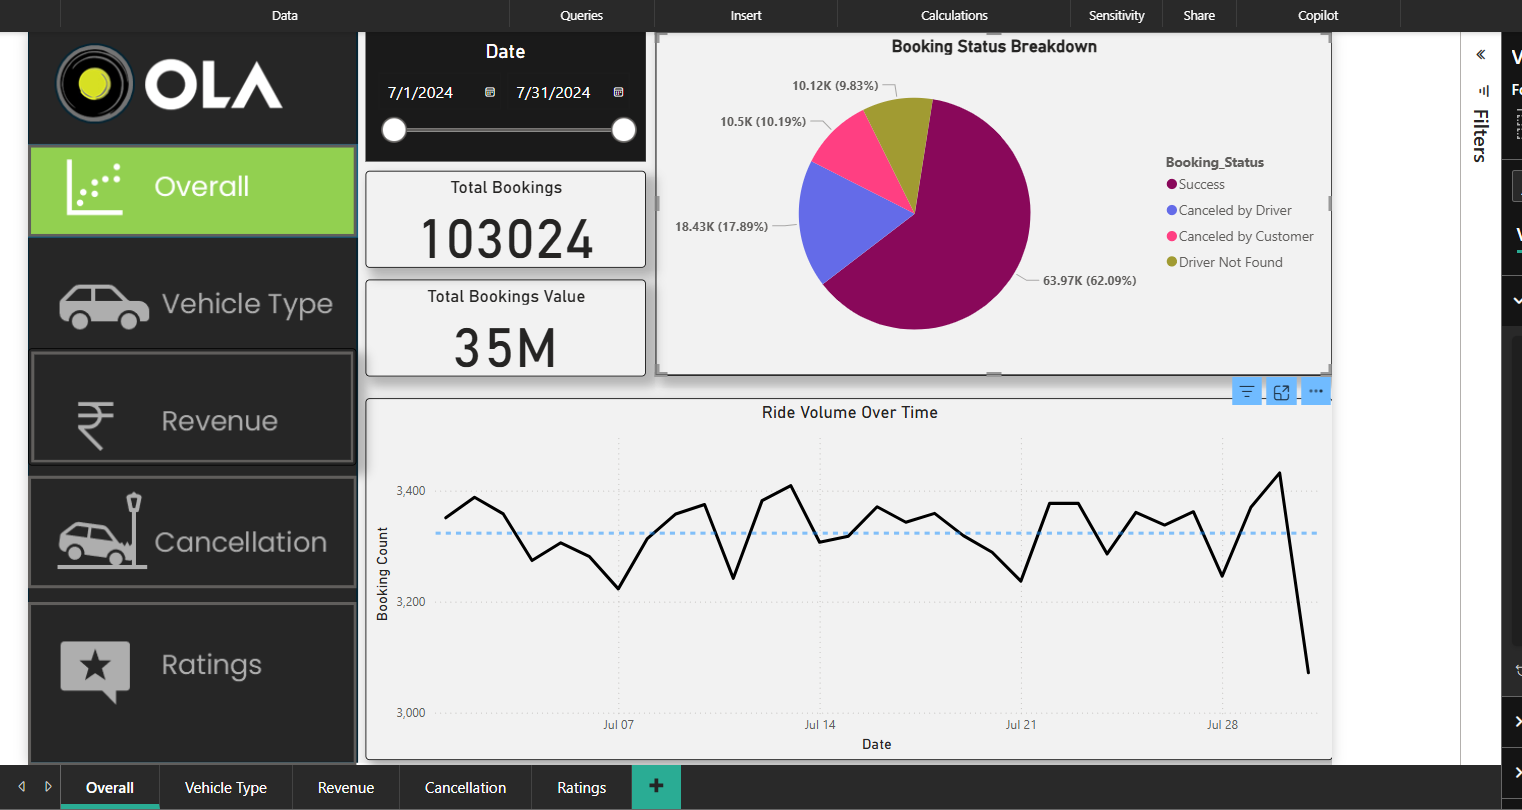 Data
Queries
Insert
Calculations
Sensitivity
Share
Copilot
OLA
Overall
Vehicle Type
Revenue
Cancellation
Ratings
Date
7/1/2024
7/31/2024
Total Bookings
103024
Total Bookings Value
35M
Booking Status Breakdown
10.12K (9.83%)
10.5K (10.19%)
18.43K (17.89%)
63.97K (62.09%)
Booking_Status
Success
Canceled by Driver
Canceled by Customer
Driver Not Found
Ride Volume Over Time
Booking Count
3,400
3,200
3,000
Jul 07
Jul 14
Jul 21
Jul 28
Date
Filters
Overall
Vehicle Type
Revenue
Cancellation
Ratings